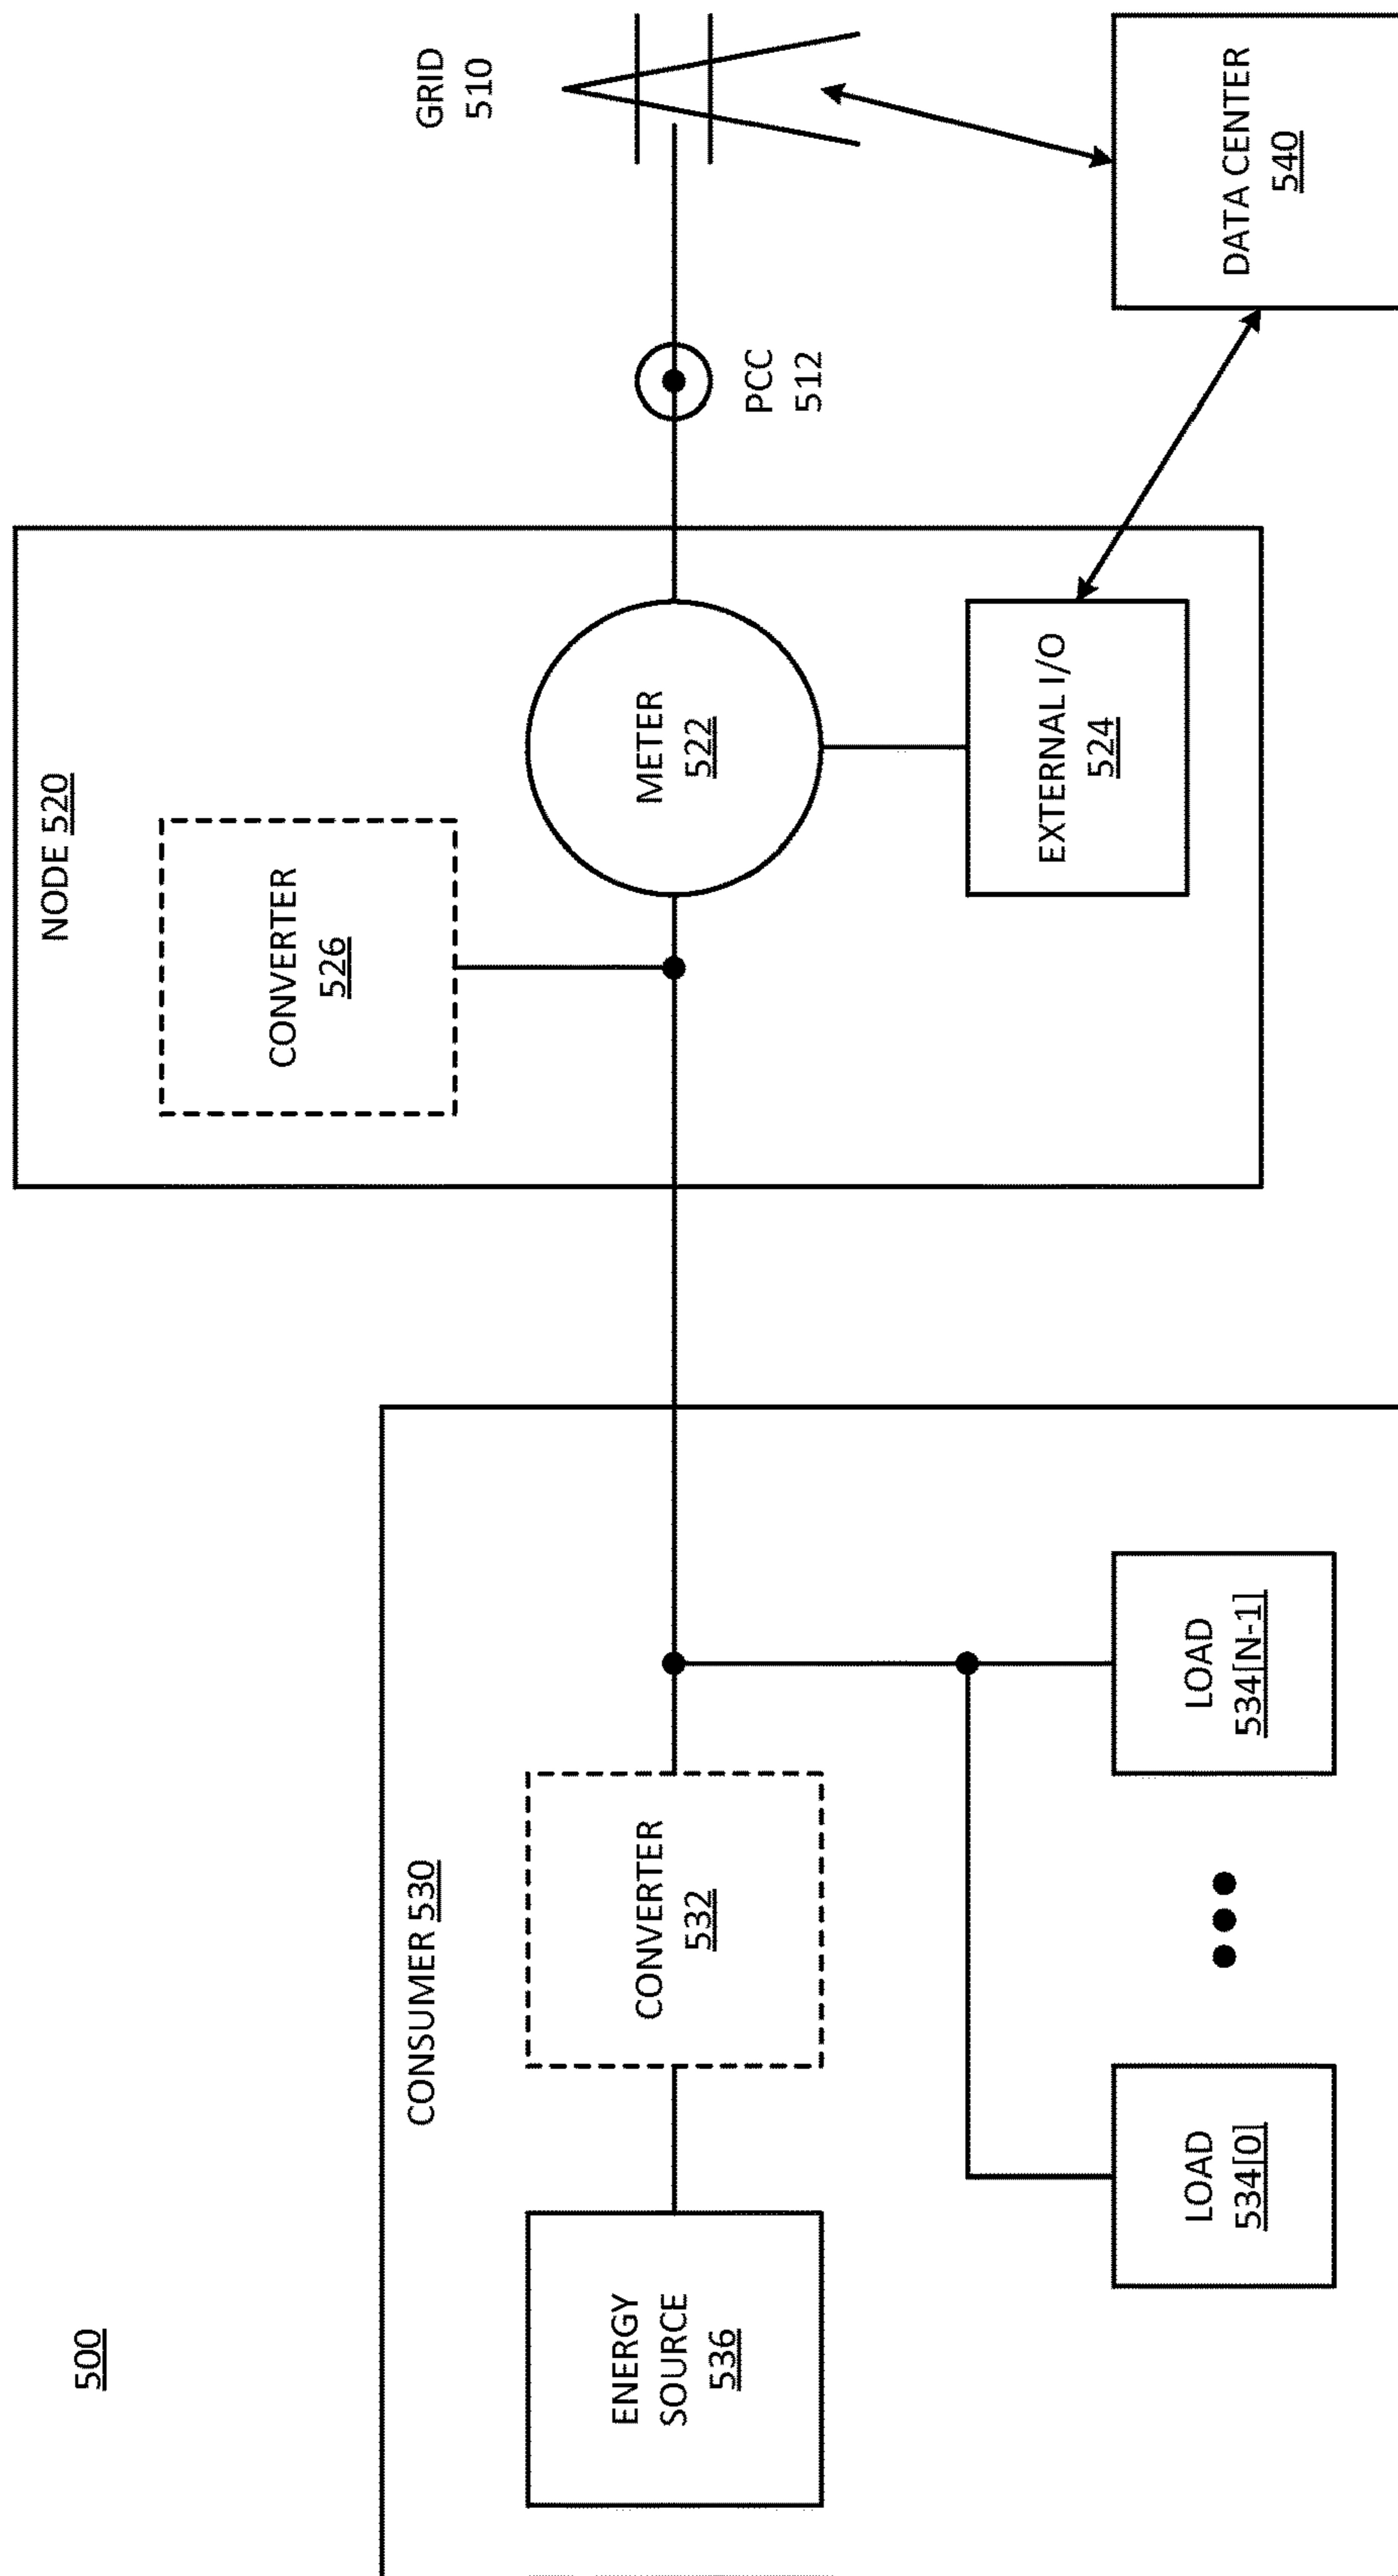 500
CONSUMER 530
ENERGY
SOURCE
536
CONVERTER
532
LOAD
534[0]
LOAD
534[N-1]
NODE 520
CONVERTER
526
METER
522
EXTERNAL I/O
524
GRID
510
PCC
512
DATA CENTER
540